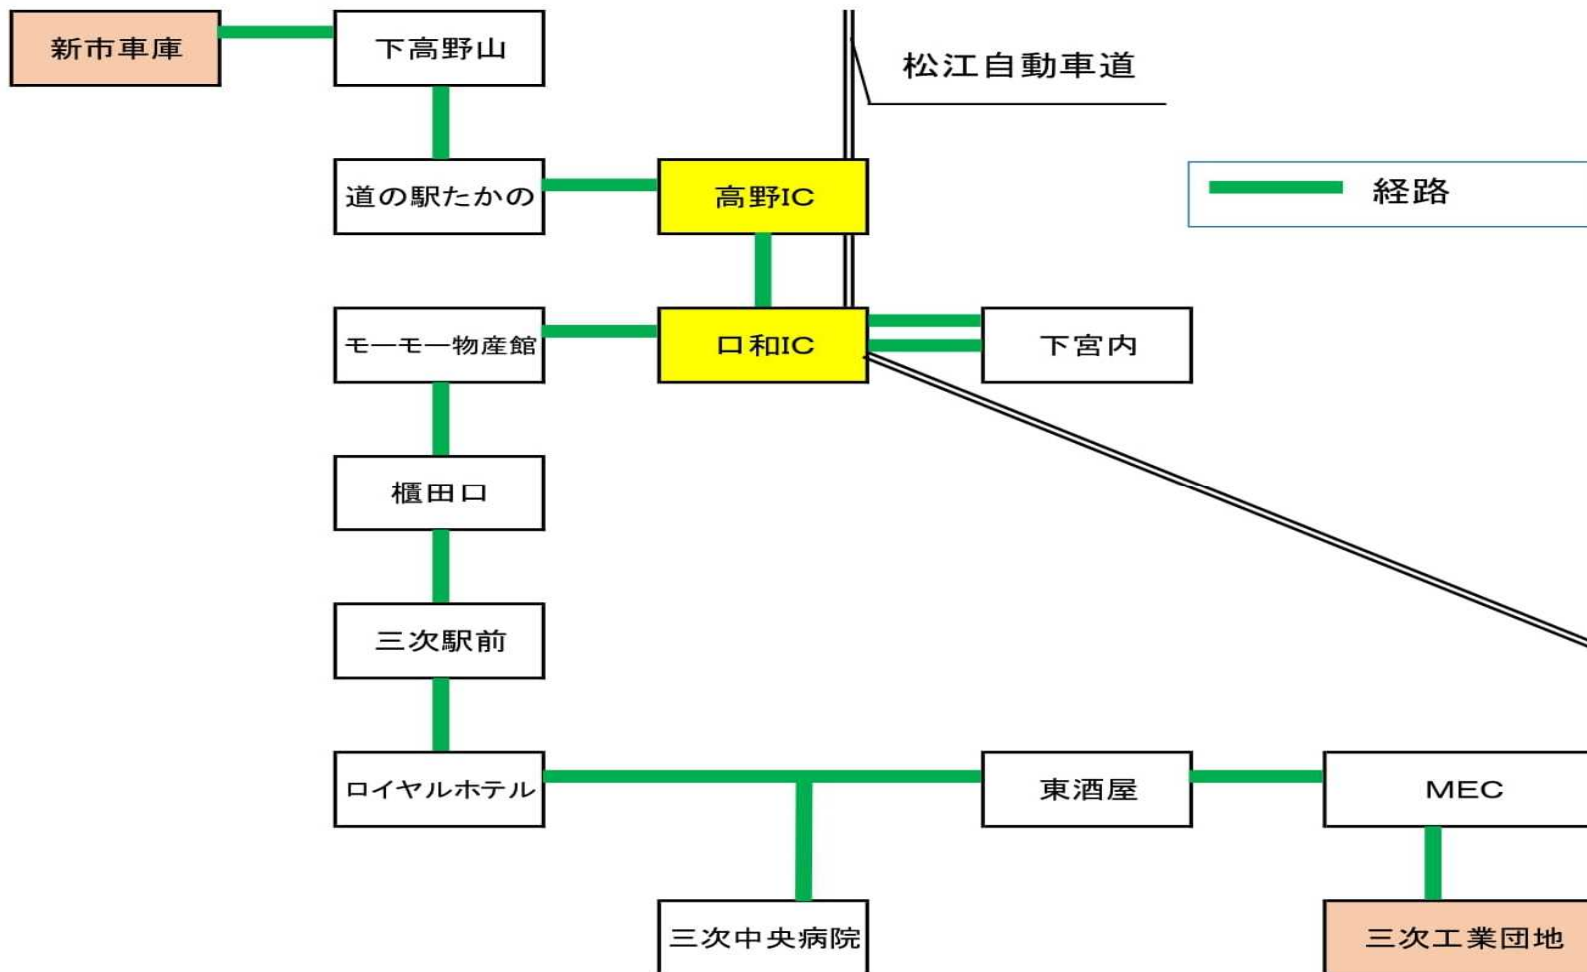 新市車庫
下高野山
松江自動車道
道の駅たかの
高野IC
経路
モーモー物産館
口和IC
下宮内
櫃田口
三次駅前
ロイヤルホテル
東酒屋
MEC
三次中央病院
三次工業団地